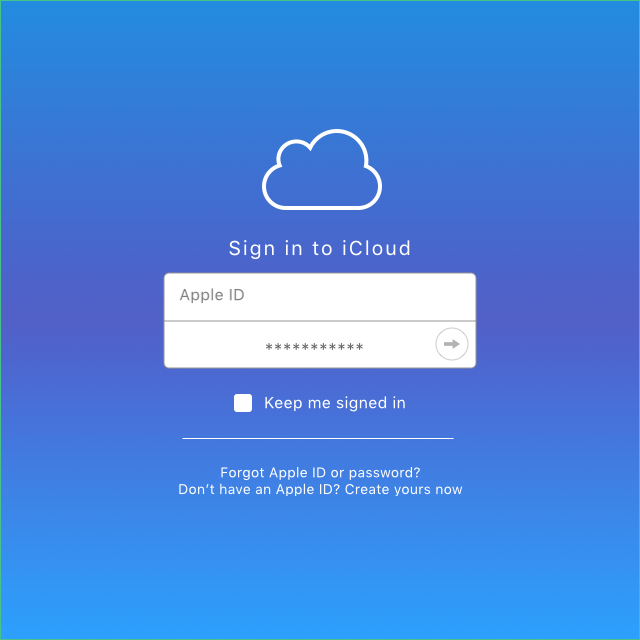 Sign in to iCloud
Apple ID
***********
Keep me signed in
Forgot Apple ID or password?
Don’t have an Apple ID? Create yours now